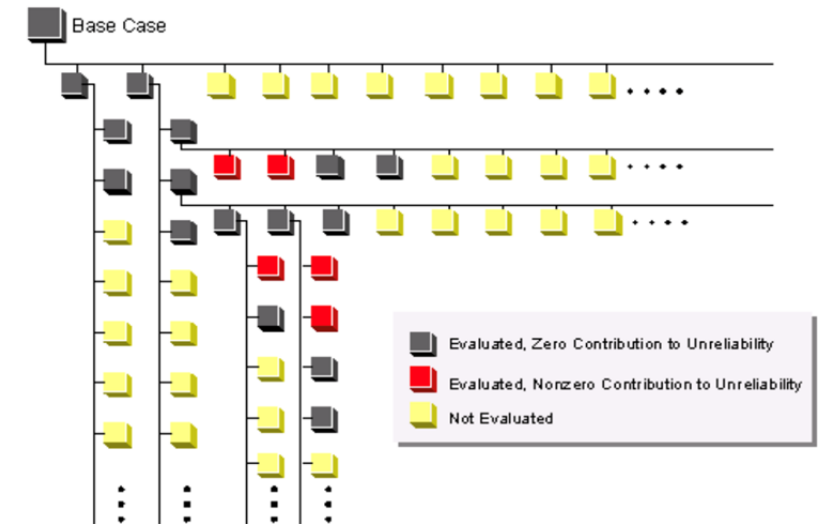 Base Case
Evaluated, Zero Contribution to Unreliability
Evaluated, Nonzero Contribution to Unreliability
Not Evaluated